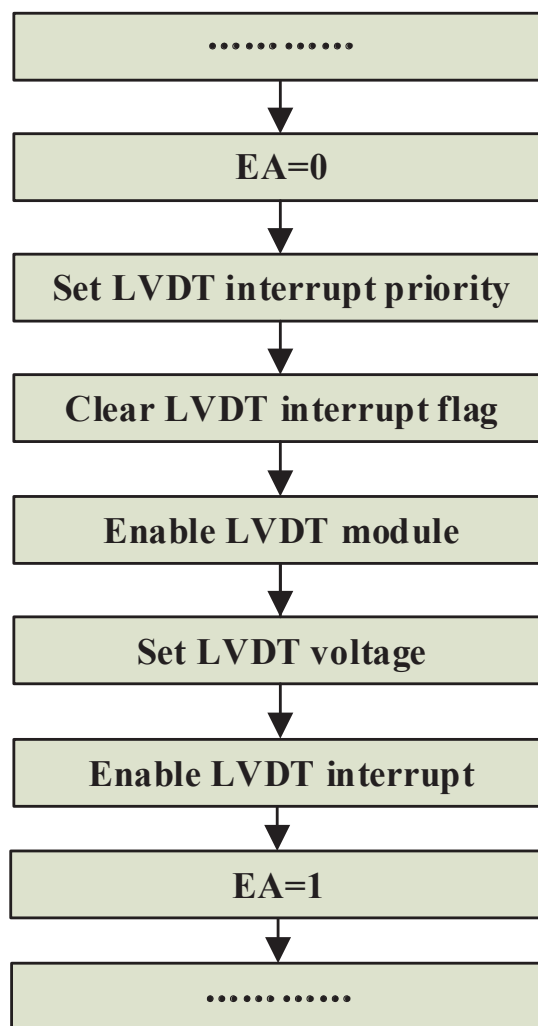 …………
EA=0
Set LVDT interrupt priority
Clear LVDT interrupt flag
Enable LVDT module
Set LVDT voltage
Enable LVDT interrupt
EA=1
…………